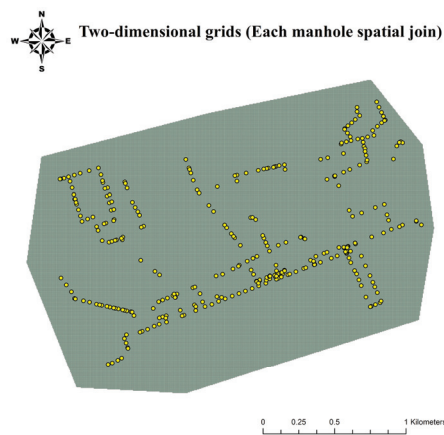 N
W E
S
Two-dimensional grids (Each manhole spatial join)
0 0.25 0.5 1 Kilometers